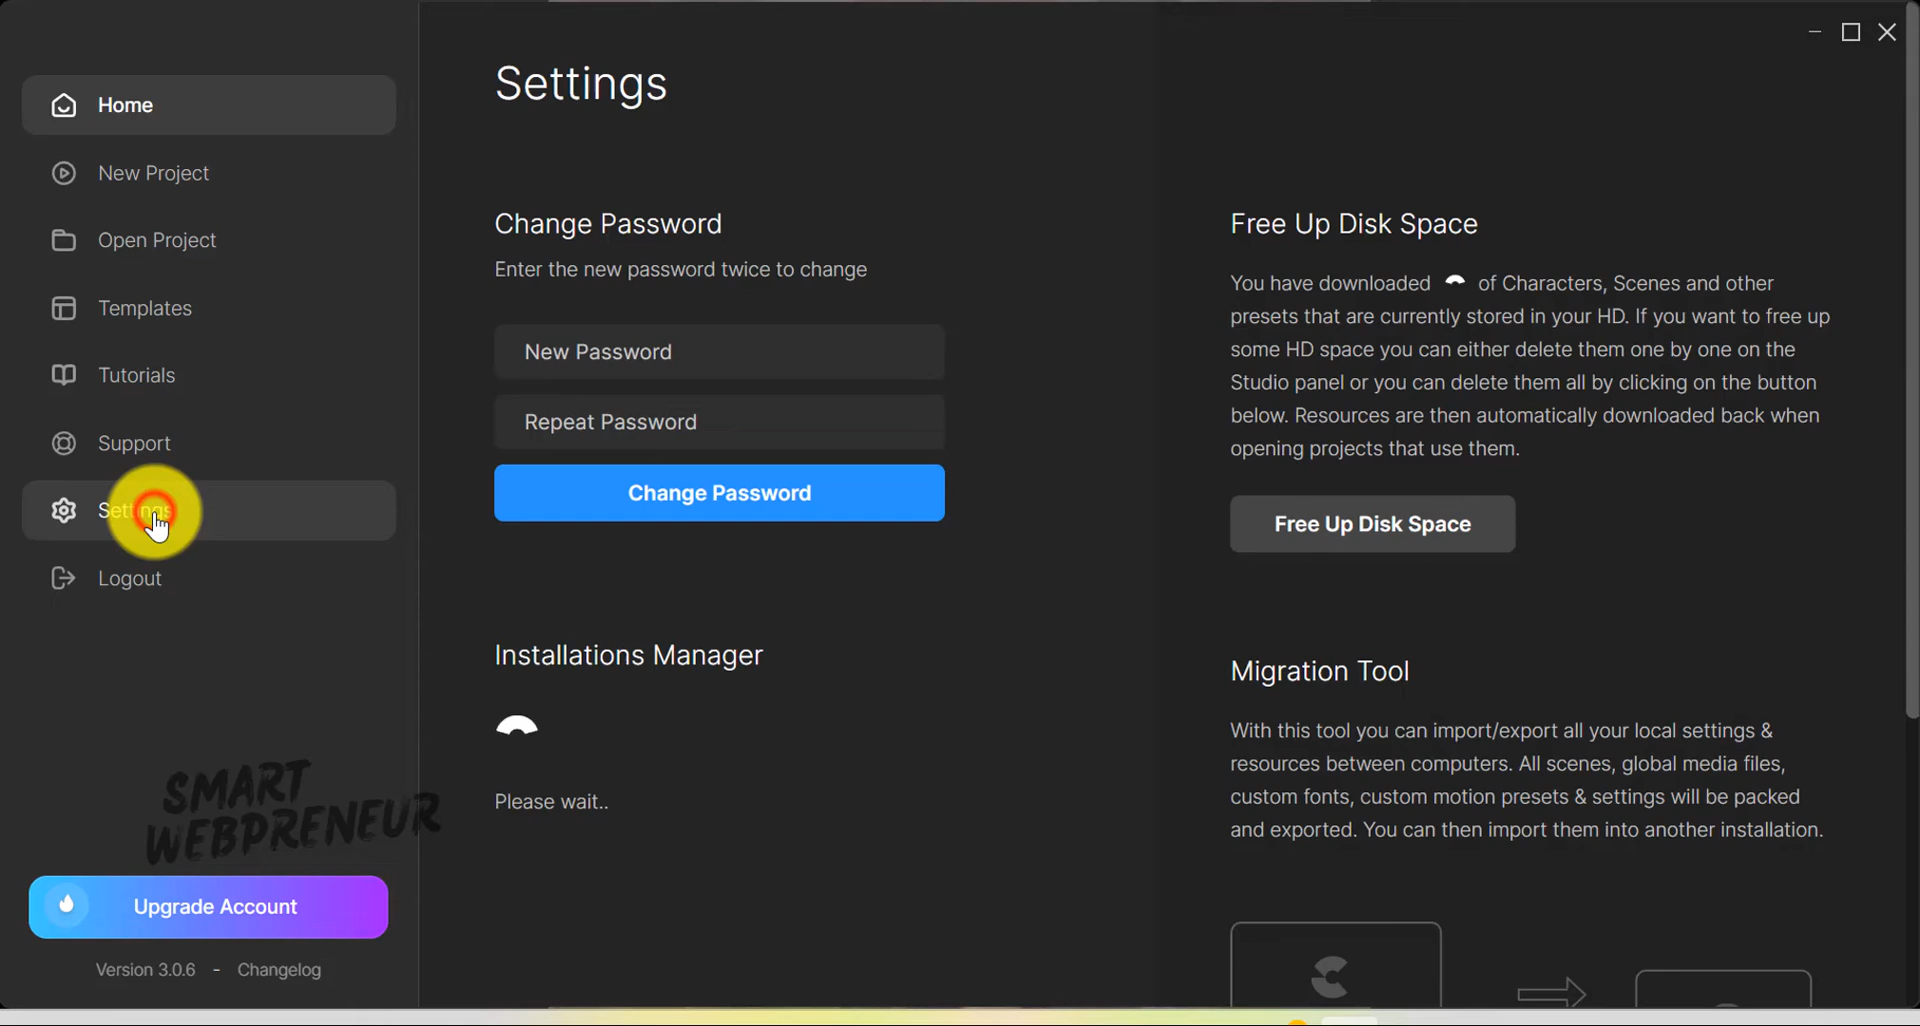 Home
New Project
Open Project
Templates
Tutorials
Support
Settings
Logout
SMART
WEBPRENEUR
Upgrade Account
Version 3.0.6 - Changelog
Settings
Change Password
Enter the new password twice to change
New Password
Repeat Password
Change Password
Installations Manager
Please wait..
Free Up Disk Space
You have downloaded of Characters, Scenes and other
presets that are currently stored in your HD. If you want to free up
some HD space you can either delete them one by one on the
Studio panel or you can delete them all by clicking on the button
below. Resources are then automatically downloaded back when
opening projects that use them.
Free Up Disk Space
Migration Tool
With this tool you can import/export all your local settings &
resources between computers. All scenes, global media files,
custom fonts, custom motion presets & settings will be packed
and exported. You can then import them into another installation.